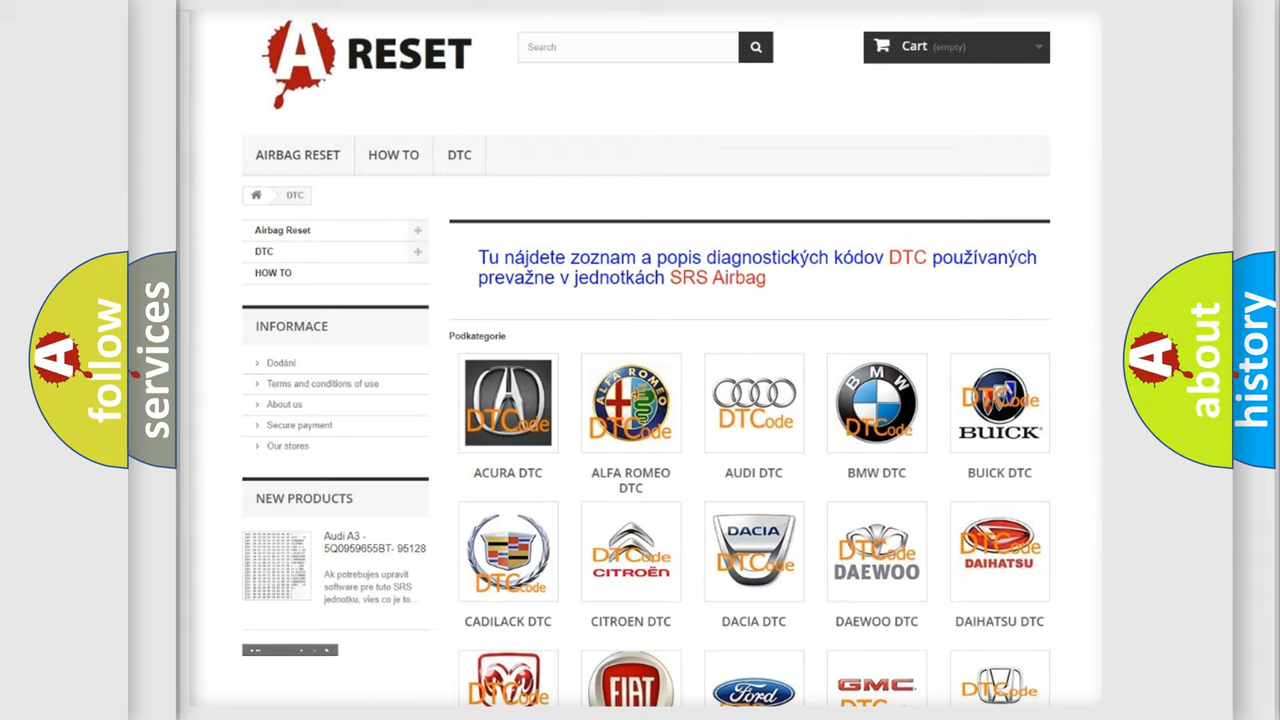 A RESET
Search
Cart (empty)
AIRBAG RESET
HOW TO
DTC
DTC
Airbag Reset
DTC
HOW TO
Tu nájdete zoznam a popis diagnostických kódov DTC používaných
prevažne v jednotkách SRS Airbag
INFORMACE
Dodání
Terms and conditions of use
About us
Secure payment
Our stores
NEW PRODUCTS
Audi A3 -
5Q0959655BT- 95128
Ak potrebujes upravit
software pre tuto SRS
jednotku, vies co je to...
Podkategorie
DTCode
ALFA ROMEO
DTCode
DTCode
BMW
DTCode
DTCode
BUICK
ACURA DTC
ALFA ROMEO
DTC
AUDI DTC
BMW DTC
BUICK DTC
DTCode
DTCode
CITROËN
DACIA
DTCode
DTCode
DAEWOO
DTCode
DAIHATSU
CADILACK DTC
CITROEN DTC
DACIA DTC
DAEWOO DTC
DAIHATSU DTC
DTCode
FIAT
Ford
GMC
DTCode
A follow
services
A about
history